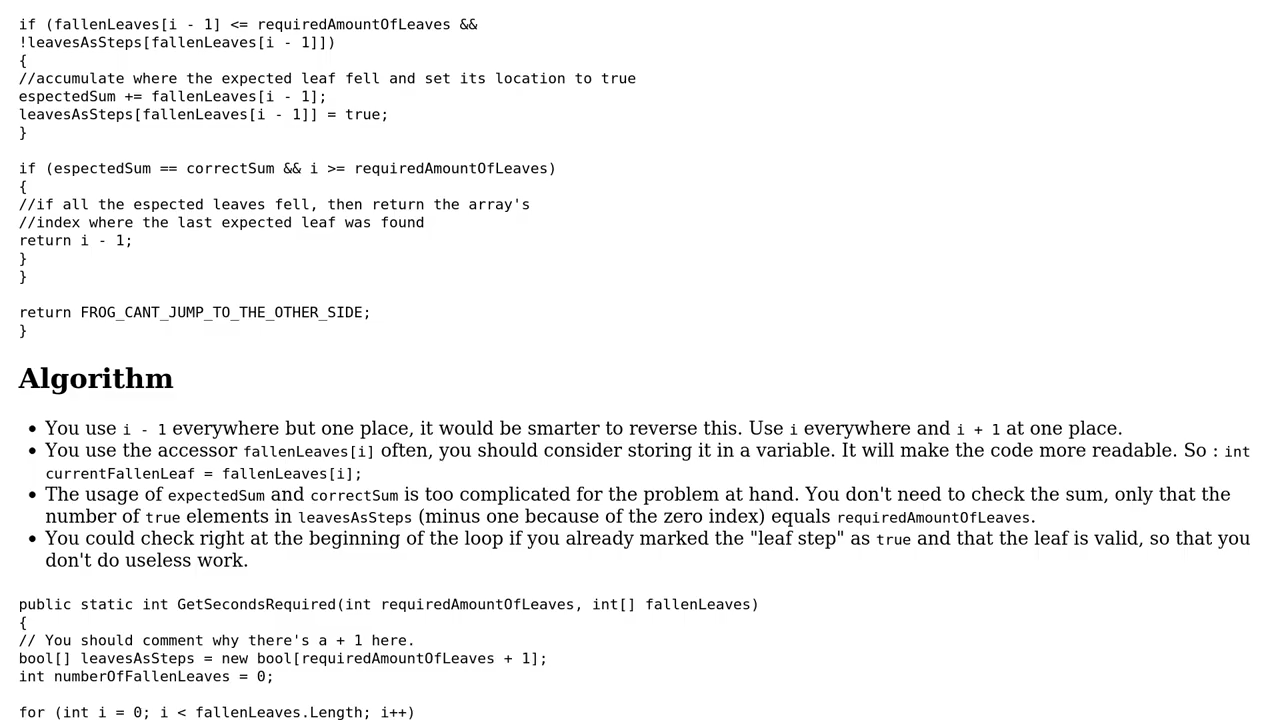 if (fallenLeaves[i - 1] <= requiredAmountOfLeaves &&
!leavesAsSteps[fallenLeaves[i - 1]])
{
//accumulate where the expected leaf fell and set its location to true
espectedSum += fallenLeaves[i - 1];
leavesAsSteps[fallenLeaves[i - 1]] = true;
}
if (espectedSum == correctSum && i >= requiredAmountOfLeaves)
{
//if all the espected leaves fell, then return the array's
//index where the last expected leaf was found
return i - 1;
}
}
return FROG_CANT_JUMP_TO_THE_OTHER_SIDE;
}
Algorithm
• You use i - 1 everywhere but one place, it would be smarter to reverse this. Use i everywhere and i + 1 at one place.
• You use the accessor fallenLeaves[i] often, you should consider storing it in a variable. It will make the code more readable. So : int
currentFallenLeaf = fallenLeaves[i];
• The usage of expectedSum and correctSum is too complicated for the problem at hand. You don't need to check the sum, only that the
number of true elements in leavesAsSteps (minus one because of the zero index) equals requiredAmountOfLeaves.
• You could check right at the beginning of the loop if you already marked the "leaf step" as true and that the leaf is valid, so that you
don't do useless work.
public static int GetSecondsRequired(int requiredAmountOfLeaves, int[] fallenLeaves)
{
// You should comment why there's a + 1 here.
bool[] leavesAsSteps = new bool[requiredAmountOfLeaves + 1];
int numberOfFallenLeaves = 0;
for (int i = 0; i < fallenLeaves.Length; i++)